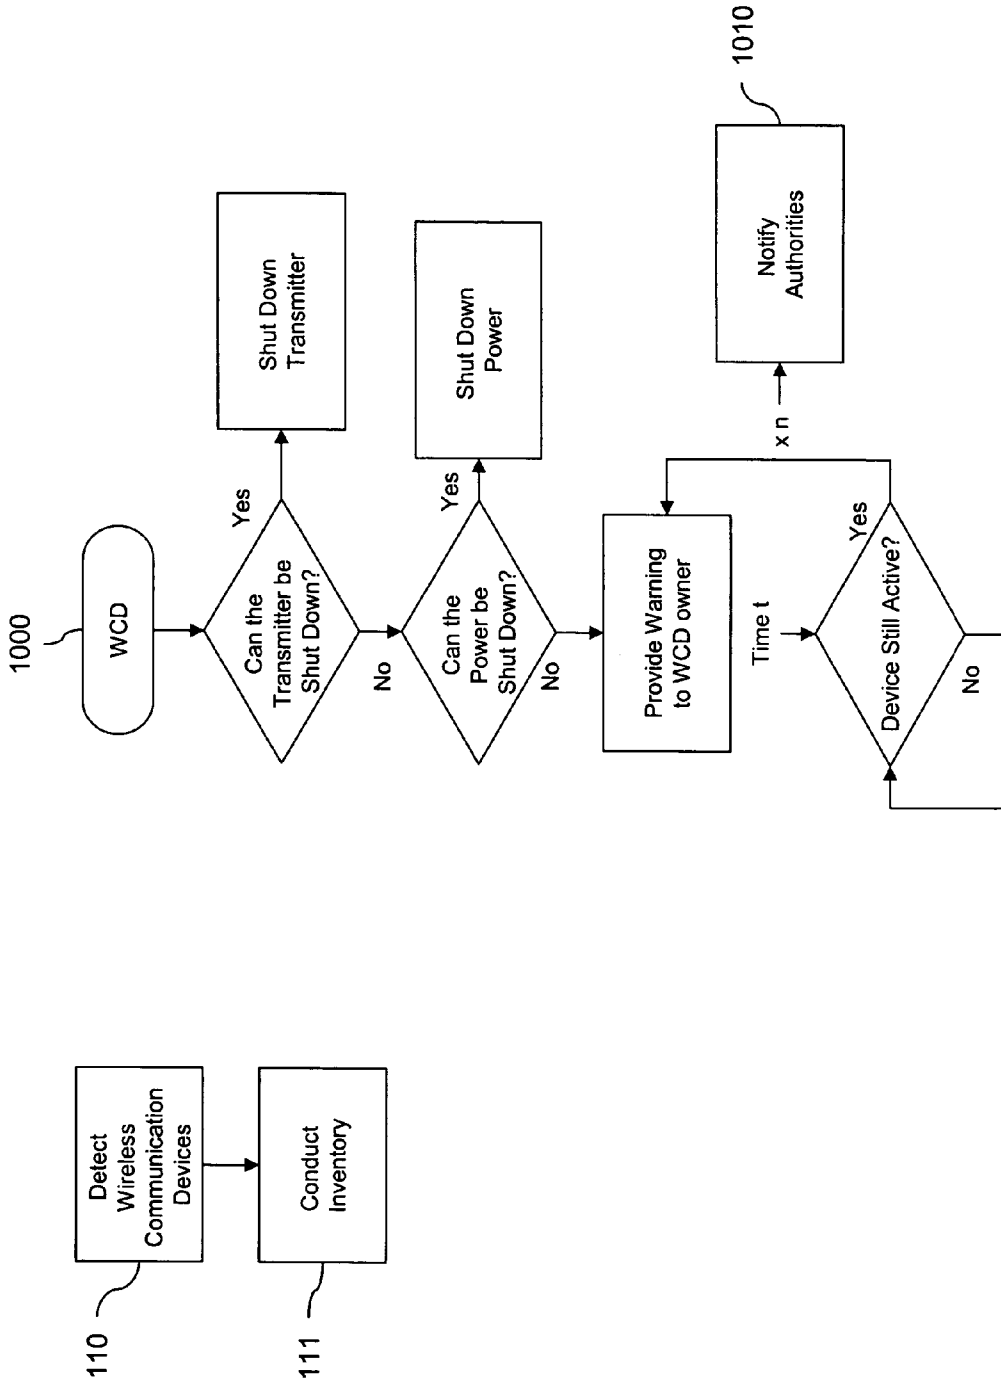 110
Detect
Wireless
Communication
Devices
111
Conduct
Inventory
1000
WCD
Can the
Transmitter be
Shut Down?
Yes
Shut Down
Transmitter
No
Can the
Power be
Shut Down?
Yes
Shut Down
Power
No
Provide Warning
to WCD owner
Time t
Device Still Active?
Yes
x n
Notify
Authorities
1010
No